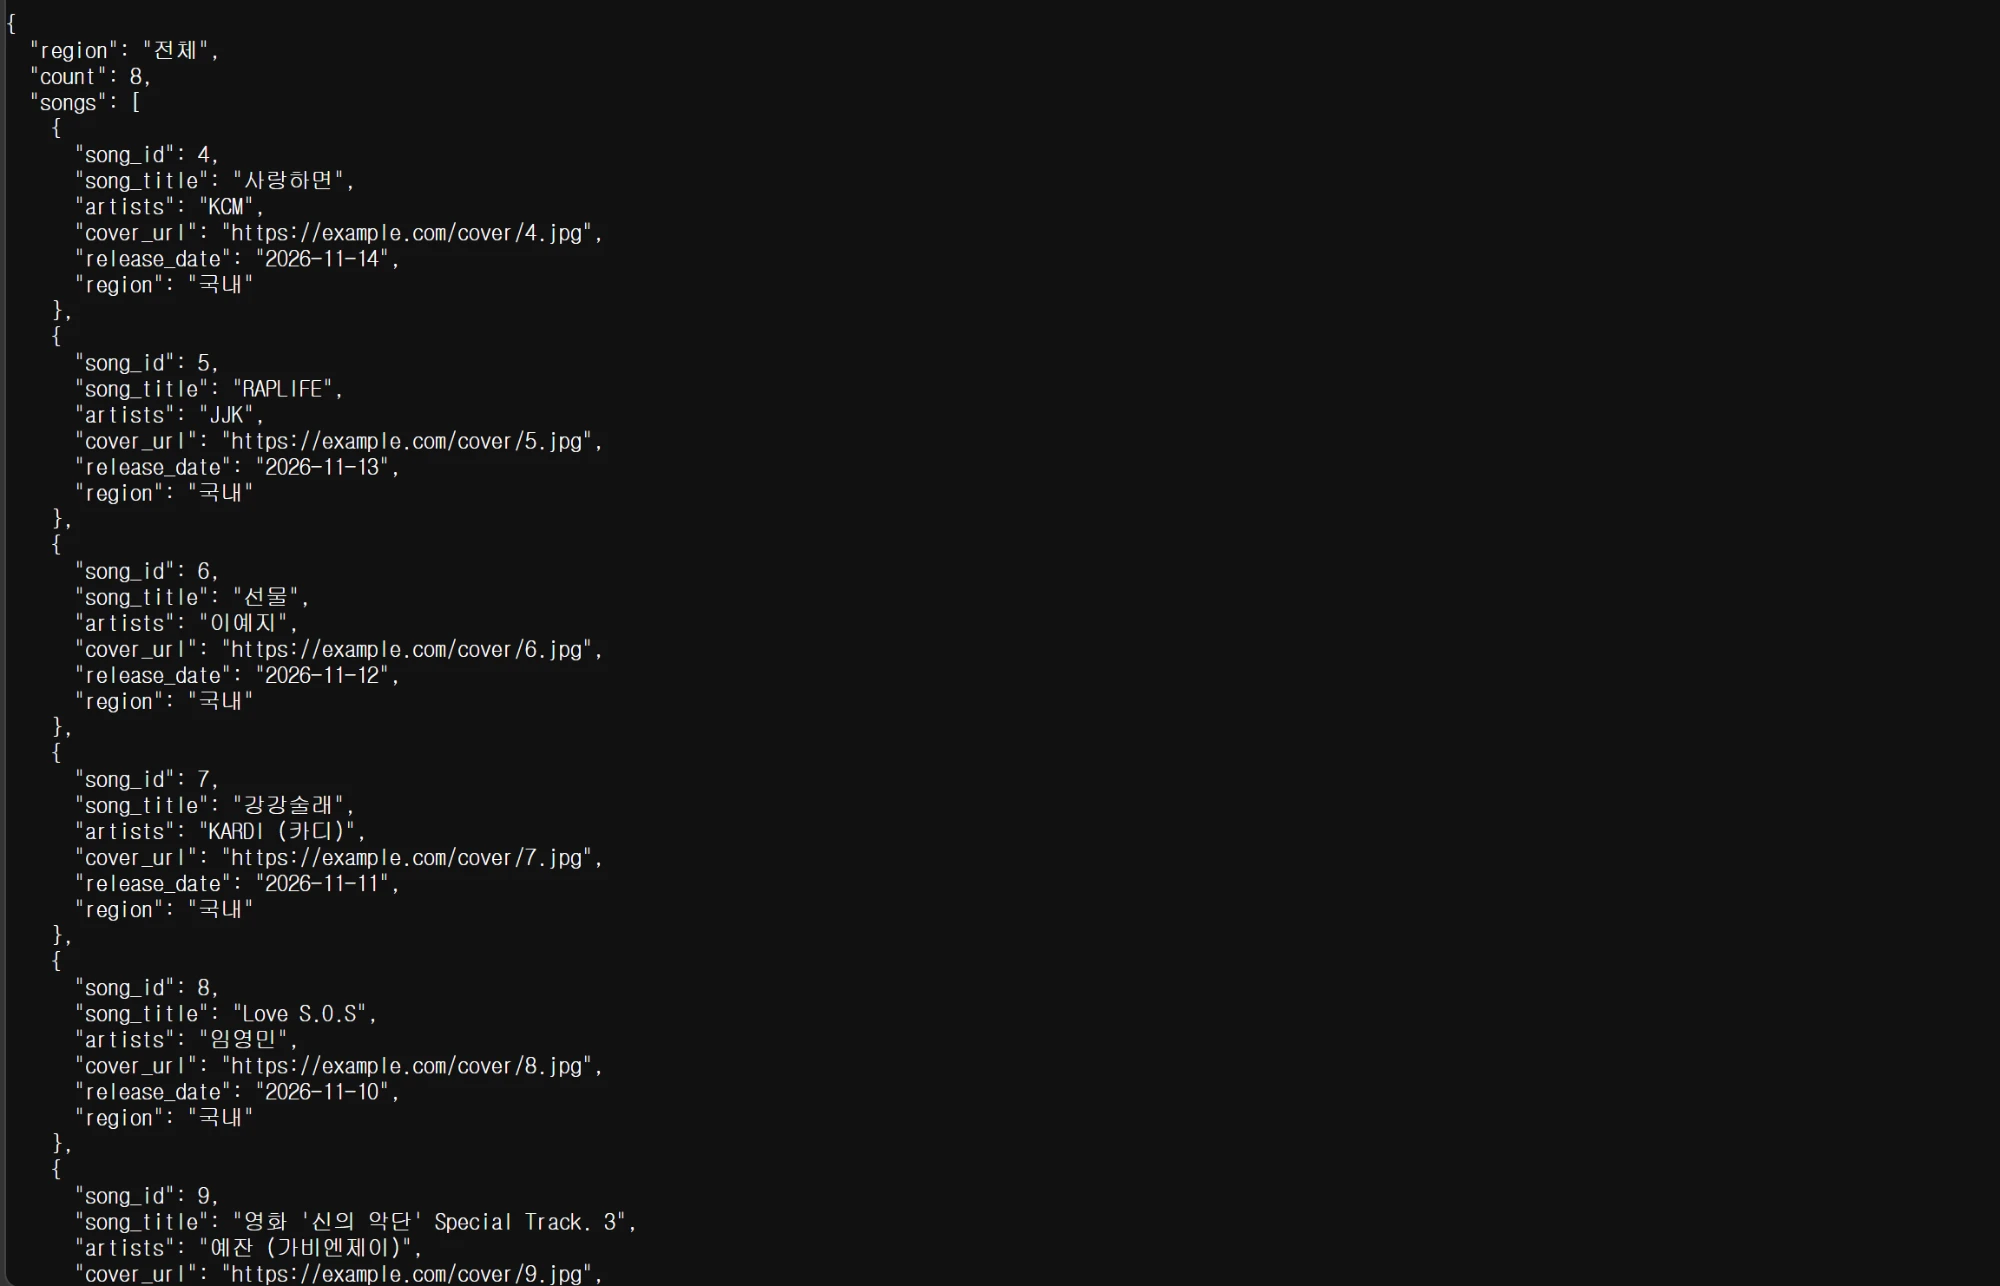 {
  "region": "전체",
  "count": 8,
  "songs": [
    {
      "song_id": 4,
      "song_title": "사랑하면",
      "artists": "KCM",
      "cover_url": "https://example.com/cover/4.jpg",
      "release_date": "2026-11-14",
      "region": "국내"
    },
    {
      "song_id": 5,
      "song_title": "RAPLIFE",
      "artists": "JJK",
      "cover_url": "https://example.com/cover/5.jpg",
      "release_date": "2026-11-13",
      "region": "국내"
    },
    {
      "song_id": 6,
      "song_title": "선물",
      "artists": "이예지",
      "cover_url": "https://example.com/cover/6.jpg",
      "release_date": "2026-11-12",
      "region": "국내"
    },
    {
      "song_id": 7,
      "song_title": "강강술래",
      "artists": "KARDI (카디)",
      "cover_url": "https://example.com/cover/7.jpg",
      "release_date": "2026-11-11",
      "region": "국내"
    },
    {
      "song_id": 8,
      "song_title": "Love S.O.S",
      "artists": "임영민",
      "cover_url": "https://example.com/cover/8.jpg",
      "release_date": "2026-11-10",
      "region": "국내"
    },
    {
      "song_id": 9,
      "song_title": "영화 '신의 악단' Special Track. 3",
      "artists": "예잔 (가비엔제이)",
      "cover_url": "https://example.com/cover/9.jpg",